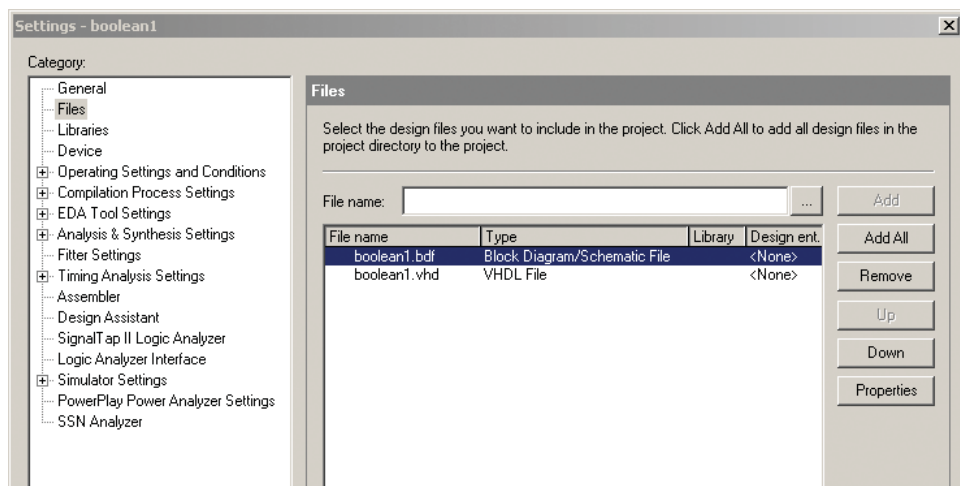 Settings - boolean1
Category:
General
Files
Libraries
Device
Operating Settings and Conditions
Compilation Process Settings
EDA Tool Settings
Analysis & Synthesis Settings
Fitter Settings
Timing Analysis Settings
Assembler
Design Assistant
SignalTap II Logic Analyzer
Logic Analyzer Interface
Simulator Settings
PowerPlay Power Analyzer Settings
SSN Analyzer
Files
Select the design files you want to include in the project. Click Add All to add all design files in the
project directory to the project.
File name: ... Add
File name Type Library Design ent. Add All
boolean1.bdf Block Diagram/Schematic File <None>
boolean1.vhd VHDL File <None> Remove
Up
Down
Properties